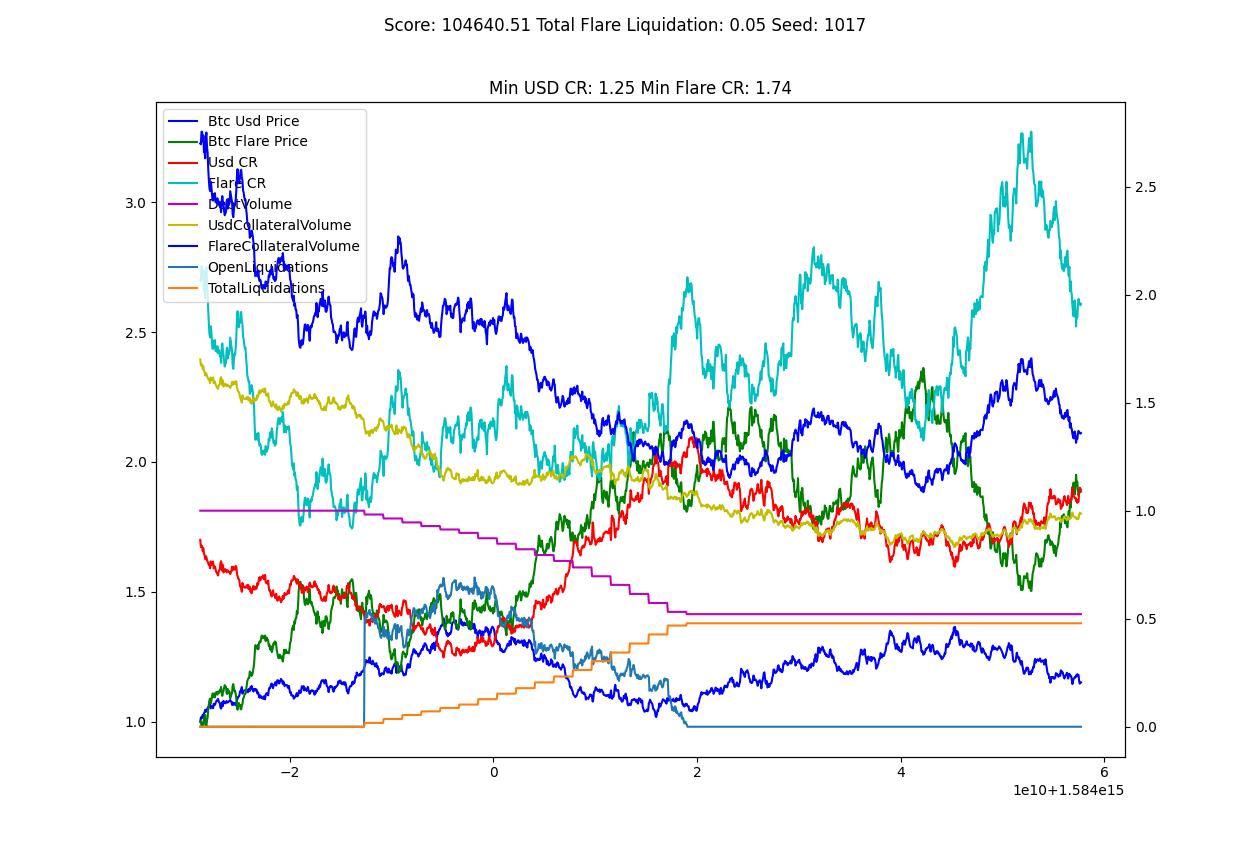 Score: 104640.51 Total Flare Liquidation: 0.05 Seed: 1017
Min USD CR: 1.25 Min Flare CR: 1.74
Btc Usd Price
Btc Flare Price
Usd CR
Flare CR
DebtVolume
UsdCollateralVolume
FlareCollateralVolume
OpenLiquidations
TotalLiquidations
3.0
2.5
2.0
1.5
1.0
2.5
2.0
1.5
1.0
0.5
0.0
−2
0
2
4
6
1e10+1.584e15